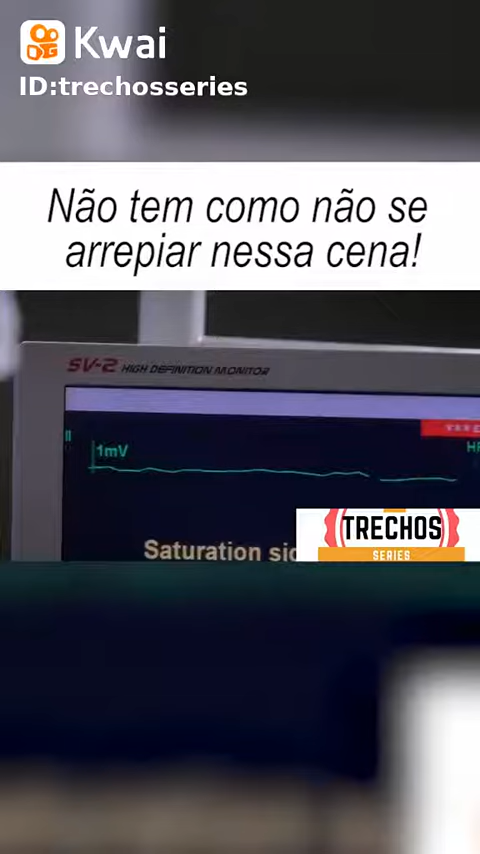 Kwai
ID:trechosseries
Não tem como não se
arrepiar nessa cena!
SV-2 HIGH DEFINITION MONITOR
1mV
Saturation
TRECHOS
SERIES